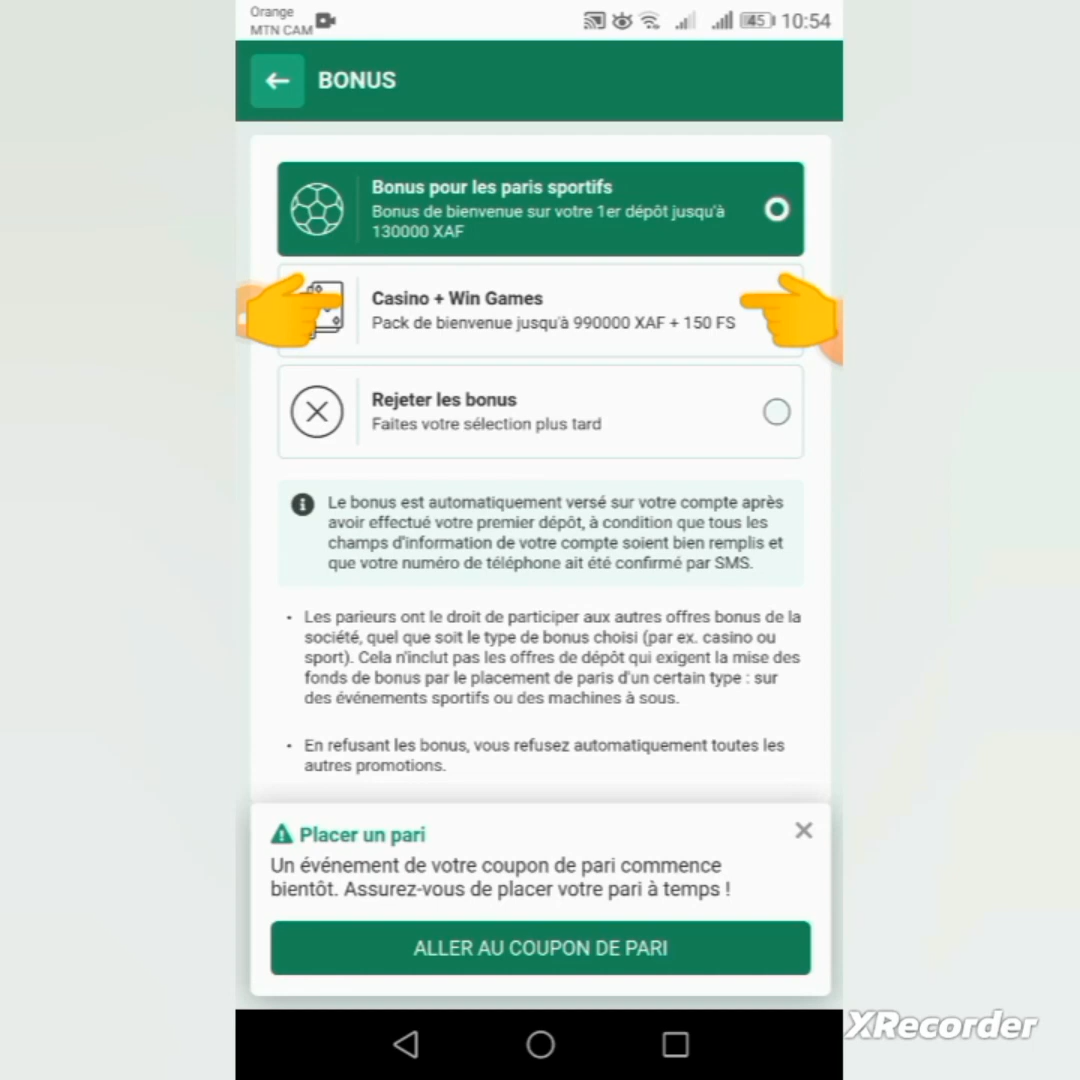 Orange
MTN CAM
45 10:54
BONUS
Bonus pour les paris sportifs
Bonus de bienvenue sur votre 1er dépôt jusqu'à
130000 XAF
Casino + Win Games
Pack de bienvenue jusqu'à 990000 XAF + 150 FS
Rejeter les bonus
Faites votre sélection plus tard
Le bonus est automatiquement versé sur votre compte après
avoir effectué votre premier dépôt, à condition que tous les
champs d'information de votre compte soient bien remplis et
que votre numéro de téléphone ait été confirmé par SMS.
• Les parieurs ont le droit de participer aux autres offres bonus de la
société, quel que soit le type de bonus choisi (par ex. casino ou
sport). Cela n'inclut pas les offres de dépôt qui exigent la mise des
fonds de bonus par le placement de paris d'un certain type : sur
des événements sportifs ou des machines à sous.
• En refusant les bonus, vous refusez automatiquement toutes les
autres promotions.
Placer un pari
Un événement de votre coupon de pari commence
bientôt. Assurez-vous de placer votre pari à temps !
ALLER AU COUPON DE PARI
XRecorder